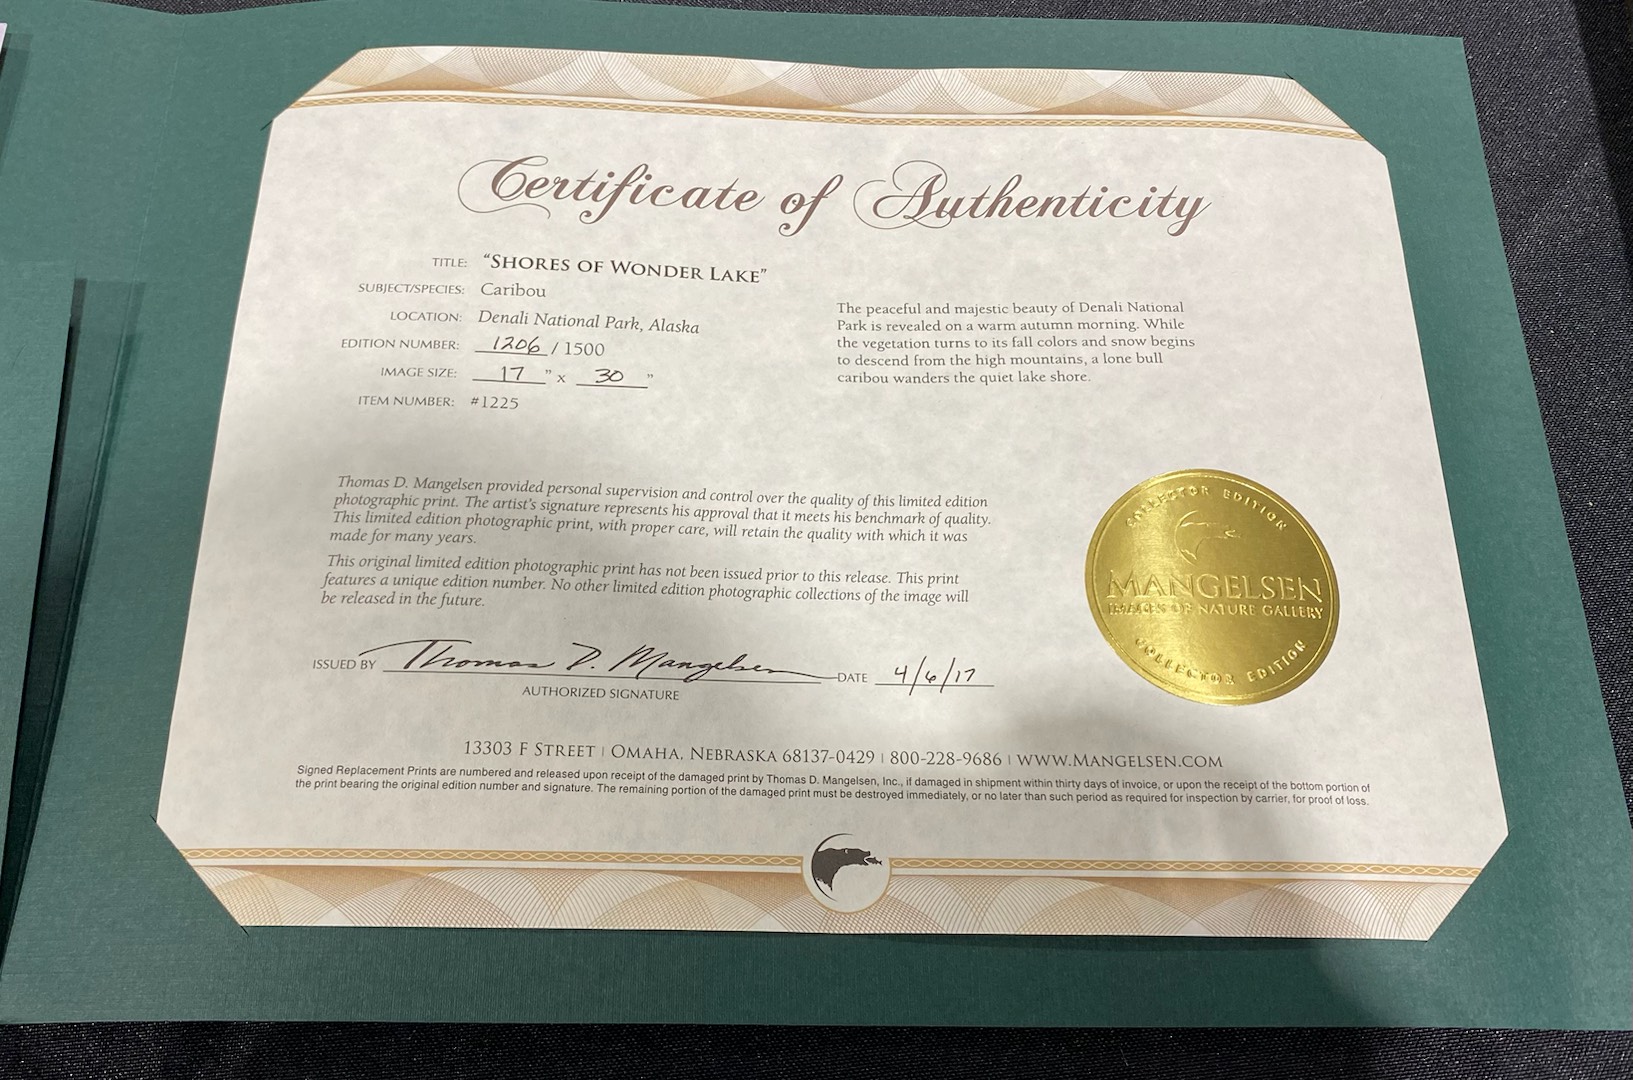 Certificate of Authenticity
TITLE: “SHORES OF WONDER LAKE”
SUBJECT/SPECIES: Caribou
LOCATION: Denali National Park, Alaska
EDITION NUMBER: 1206 / 1500
IMAGE SIZE: 17 ” x 30 ”
ITEM NUMBER: #1225
The peaceful and majestic beauty of Denali National
Park is revealed on a warm autumn morning. While
the vegetation turns to its fall colors and snow begins
to descend from the high mountains, a lone bull
caribou wanders the quiet lake shore.
Thomas D. Mangelsen provided personal supervision and control over the quality of this limited edition
photographic print. The artist’s signature represents his approval that it meets his benchmark of quality.
This limited edition photographic print, with proper care, will retain the quality with which it was
made for many years.
This original limited edition photographic print has not been issued prior to this release. This print
features a unique edition number. No other limited edition photographic collections of the image will
be released in the future.
COLLECTOR EDITION
MANGELSEN
IMAGES OF NATURE GALLERY
COLLECTOR EDITION
ISSUED BY Thomas D. Mangelsen DATE 4/6/17
AUTHORIZED SIGNATURE
13303 F STREET | OMAHA, NEBRASKA 68137-0429 | 800-228-9686 | WWW.MANGELSEN.COM
Signed Replacement Prints are numbered and released upon receipt of the damaged print by Thomas D. Mangelsen, Inc., if damaged in shipment within thirty days of invoice, or upon the receipt of the bottom portion of
the print bearing the original edition number and signature. The remaining portion of the damaged print must be destroyed immediately, or no later than such period as required for inspection by carrier, for proof of loss.